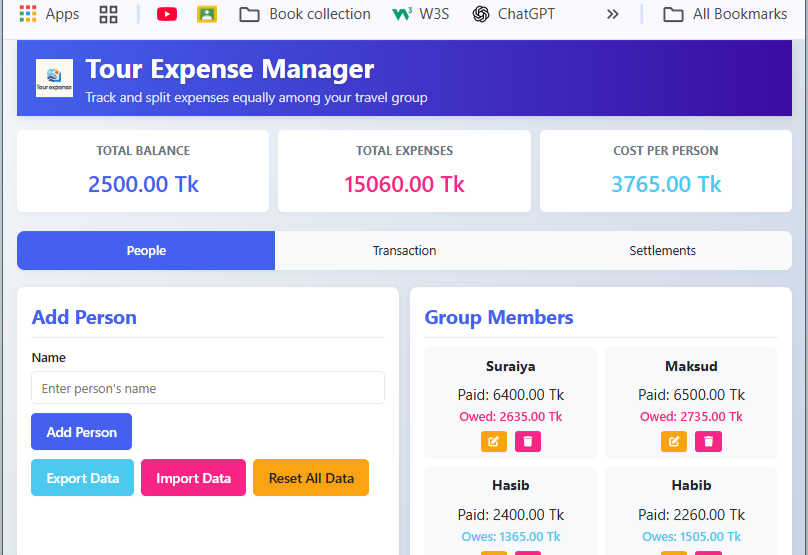 Apps
Book collection
W3S
ChatGPT
All Bookmarks
Tour expense
Tour Expense Manager
Track and split expenses equally among your travel group
TOTAL BALANCE
2500.00 Tk
TOTAL EXPENSES
15060.00 Tk
COST PER PERSON
3765.00 Tk
People
Transaction
Settlements
Add Person
Name
Enter person's name
Add Person
Export Data
Import Data
Reset All Data
Group Members
Suraiya
Paid: 6400.00 Tk
Owed: 2635.00 Tk
Maksud
Paid: 6500.00 Tk
Owed: 2735.00 Tk
Hasib
Paid: 2400.00 Tk
Owes: 1365.00 Tk
Habib
Paid: 2260.00 Tk
Owes: 1505.00 Tk